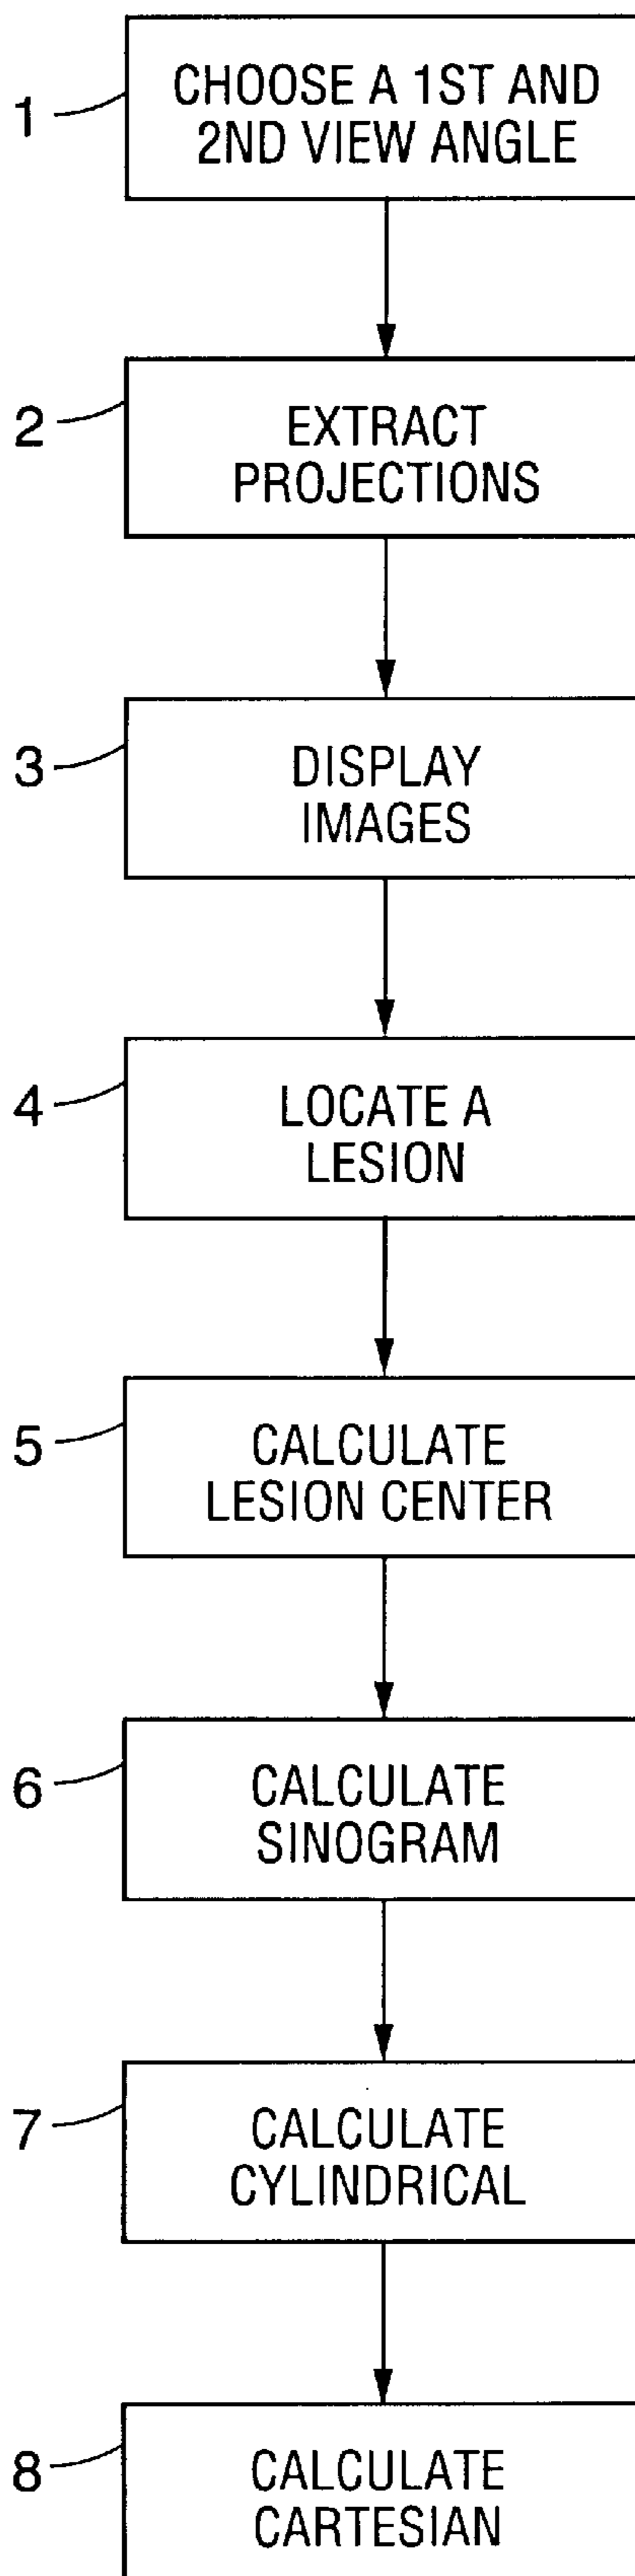 1
CHOOSE A 1ST AND
2ND VIEW ANGLE
2
EXTRACT
PROJECTIONS
3
DISPLAY
IMAGES
4
LOCATE A
LESION
5
CALCULATE
LESION CENTER
6
CALCULATE
SINOGRAM
7
CALCULATE
CYLINDRICAL
8
CALCULATE
CARTESIAN